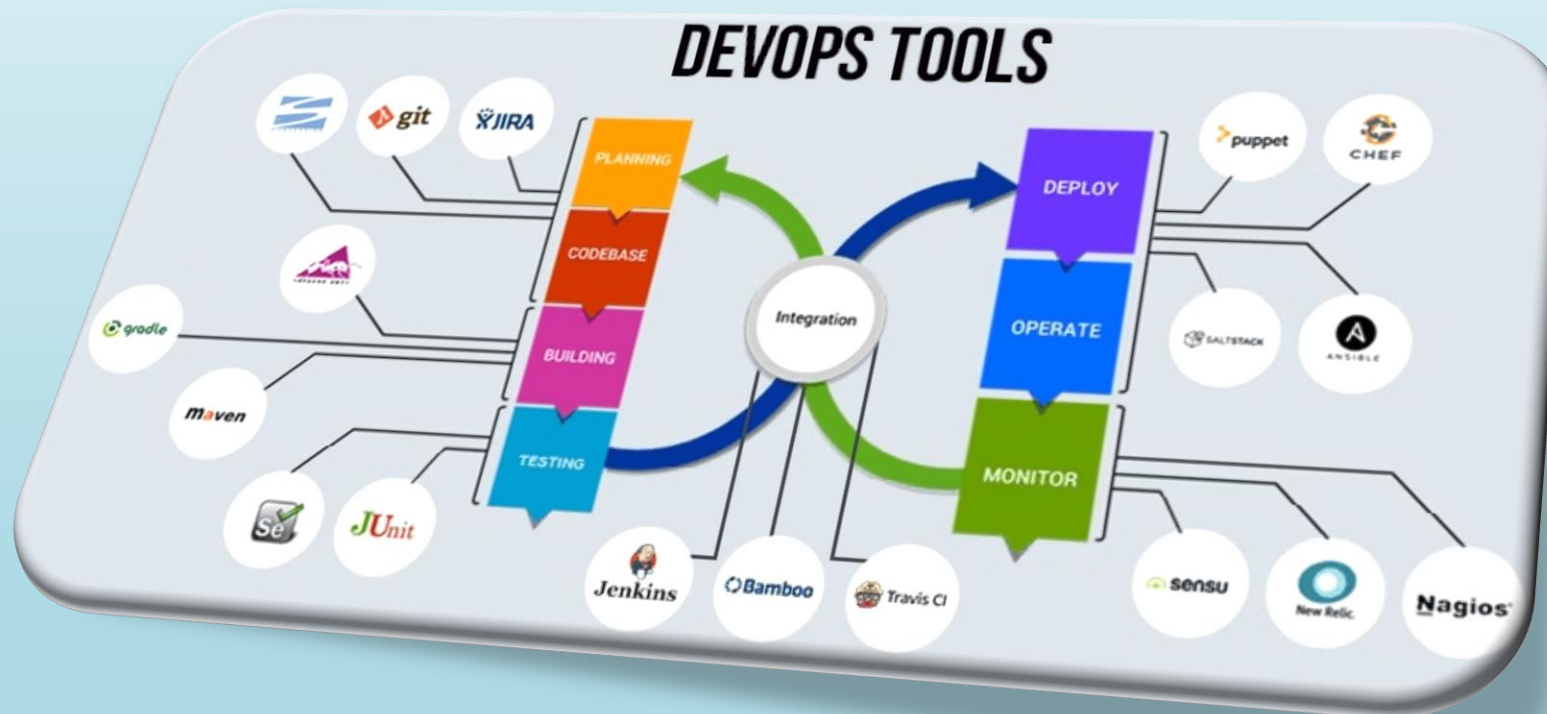 DEVOPS TOOLS
git
JIRA
PLANNING
CODEBASE
BUILDING
TESTING
gradle
maven
Se
JUnit
Integration
Jenkins
Bamboo
Travis CI
DEPLOY
OPERATE
MONITOR
puppet
CHEF
SALTSTACK
ANSIBLE
sensu
New Relic.
Nagios